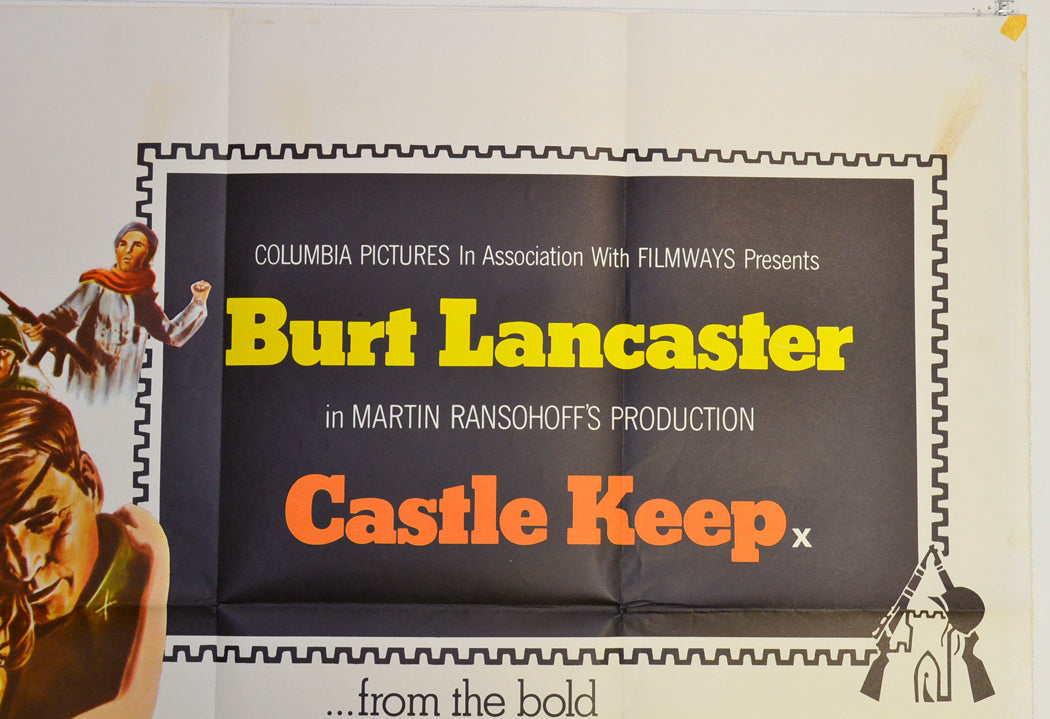 COLUMBIA PICTURES In Association With FILMWAYS Presents
Burt Lancaster
in MARTIN RANSOHOFF'S PRODUCTION
Castle Keep x
...from the bold